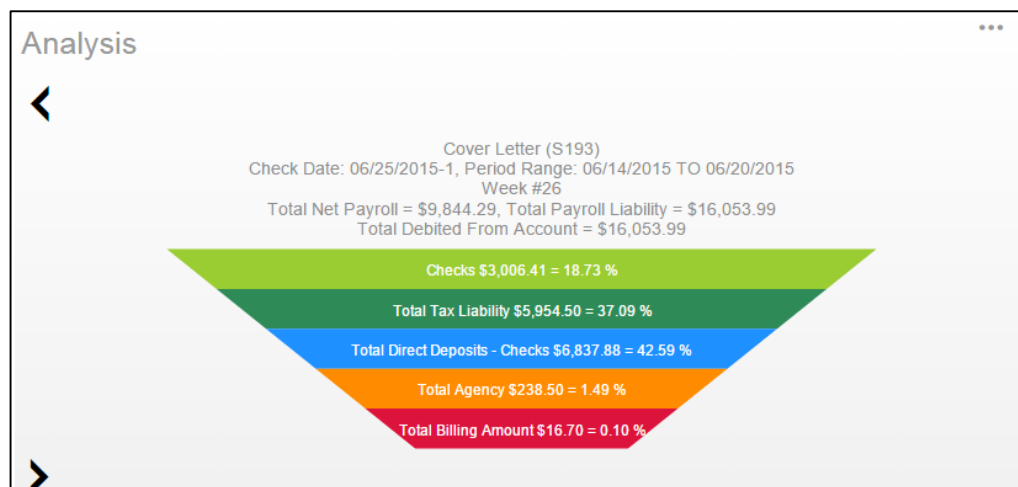 Analysis
Cover Letter (S193)
Check Date: 06/25/2015-1, Period Range: 06/14/2015 TO 06/20/2015
Week #26
Total Net Payroll = $9,844.29, Total Payroll Liability = $16,053.99
Total Debited From Account = $16,053.99
Checks $3,006.41 = 18.73 %
Total Tax Liability $5,954.50 = 37.09 %
Total Direct Deposits - Checks $6,837.88 = 42.59 %
Total Agency $238.50 = 1.49 %
Total Billing Amount $16.70 = 0.10 %